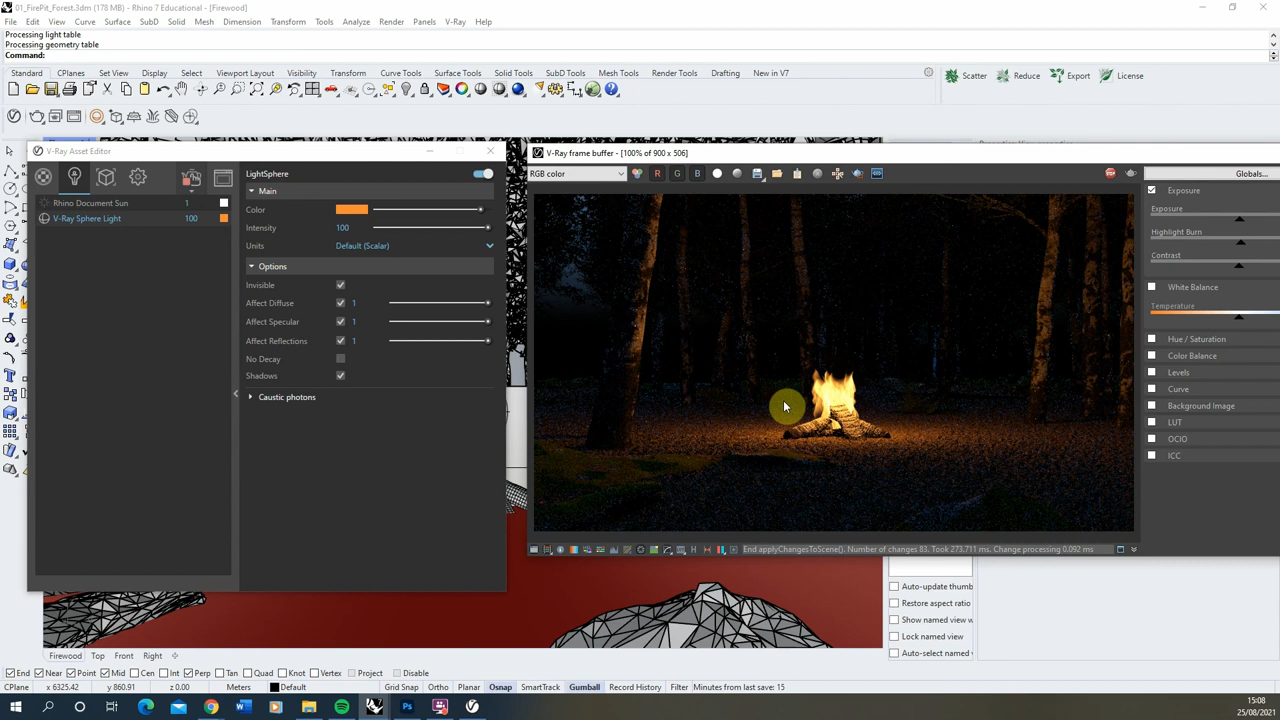 01_FirePit_Forest.3dm (178 MB) - Rhino 7 Educational - [Firewood]
File Edit View Curve Surface SubD Solid Mesh Dimension Transform Tools Analyze Render Panels V-Ray Help
Processing light table
Processing geometry table
Command:
Standard CPlanes Set View Display Select Viewport Layout Visibility Transform Curve Tools Surface Tools Solid Tools SubD Tools Mesh Tools Render Tools Drafting New in V7
Scatter Reduce Export License
V-Ray Asset Editor
V-Ray frame buffer - [100% of 900 x 506]
LightSphere
RGB color
R G B
STOP
Globals...
Main
Exposure
Rhino Document Sun 1
Color
Exposure
V-Ray Sphere Light 100
Intensity 100
Highlight Burn
Units Default (Scalar)
Contrast
Options
Invisible
White Balance
Affect Diffuse 1
Temperature
Affect Specular 1
Affect Reflections 1
Hue / Saturation
No Decay
Color Balance
Shadows
Levels
Caustic photons
Curve
Background Image
LUT
OCIO
ICC
End applyChangesToScene(). Number of changes 83. Took 273.711 ms. Change processing 0.092 ms
Auto-update thumb
Restore aspect ratio
Show named view w
Lock named view
Auto-select named v
Firewood Top Front Right
End Near Point Mid Cen Int Perp Tan Quad Knot Vertex Project Disable
CPlane x 6325.42 y 860.91 z 0.00 Meters Default Grid Snap Ortho Planar Osnap SmartTrack Gumball Record History Filter Minutes from last save: 15
15:08
25/08/2021